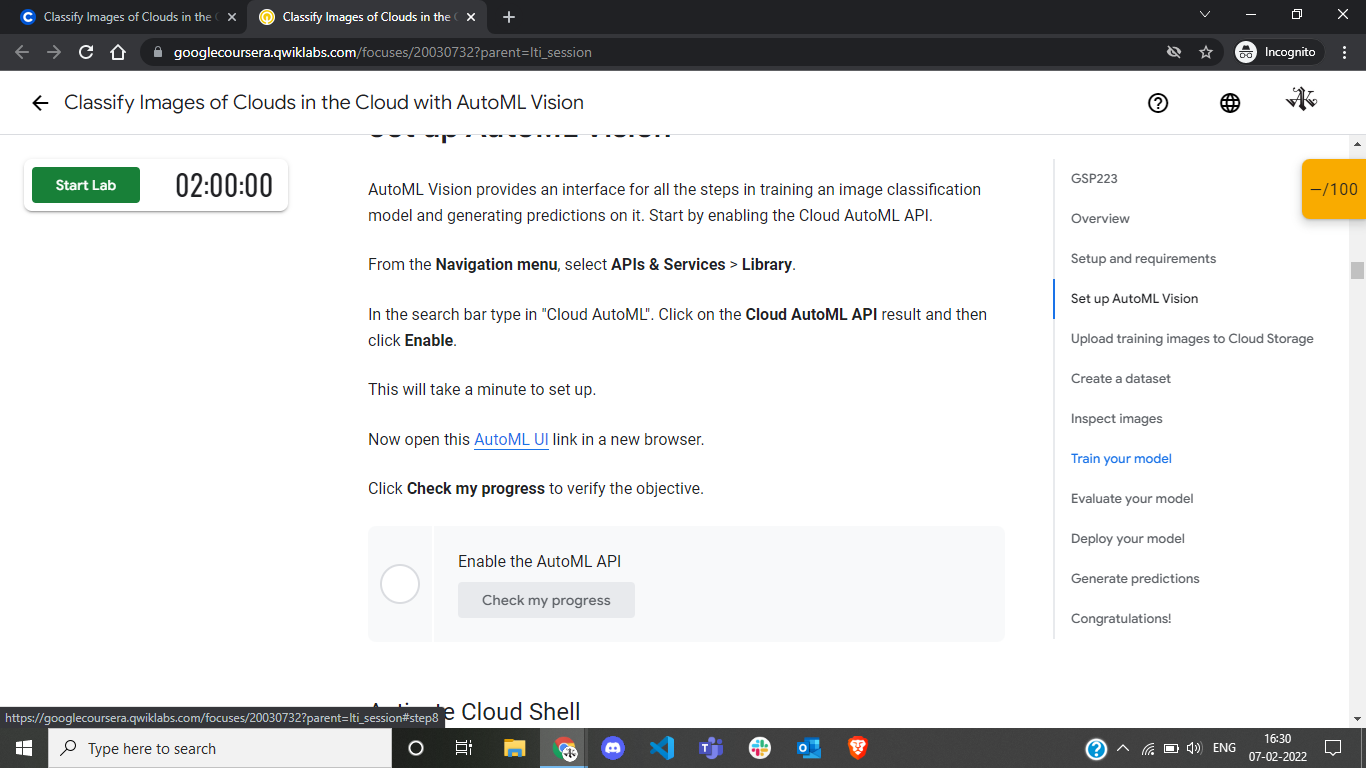 Classify Images of Clouds in the C
Classify Images of Clouds in the C
googlecoursera.qwiklabs.com/focuses/20030732?parent=lti_session
Incognito
Classify Images of Clouds in the Cloud with AutoML Vision
Start Lab
02:00:00
Set up AutoML Vision
AutoML Vision provides an interface for all the steps in training an image classification
model and generating predictions on it. Start by enabling the Cloud AutoML API.
From the Navigation menu, select APIs & Services > Library.
In the search bar type in "Cloud AutoML". Click on the Cloud AutoML API result and then
click Enable.
This will take a minute to set up.
Now open this AutoML UI link in a new browser.
Click Check my progress to verify the objective.
Enable the AutoML API
Check my progress
Cloud Shell
GSP223
Overview
Setup and requirements
Set up AutoML Vision
Upload training images to Cloud Storage
Create a dataset
Inspect images
Train your model
Evaluate your model
Deploy your model
Generate predictions
Congratulations!
—/100
https://googlecoursera.qwiklabs.com/focuses/20030732?parent=lti_session#step8
Type here to search
ENG
16:30
07-02-2022